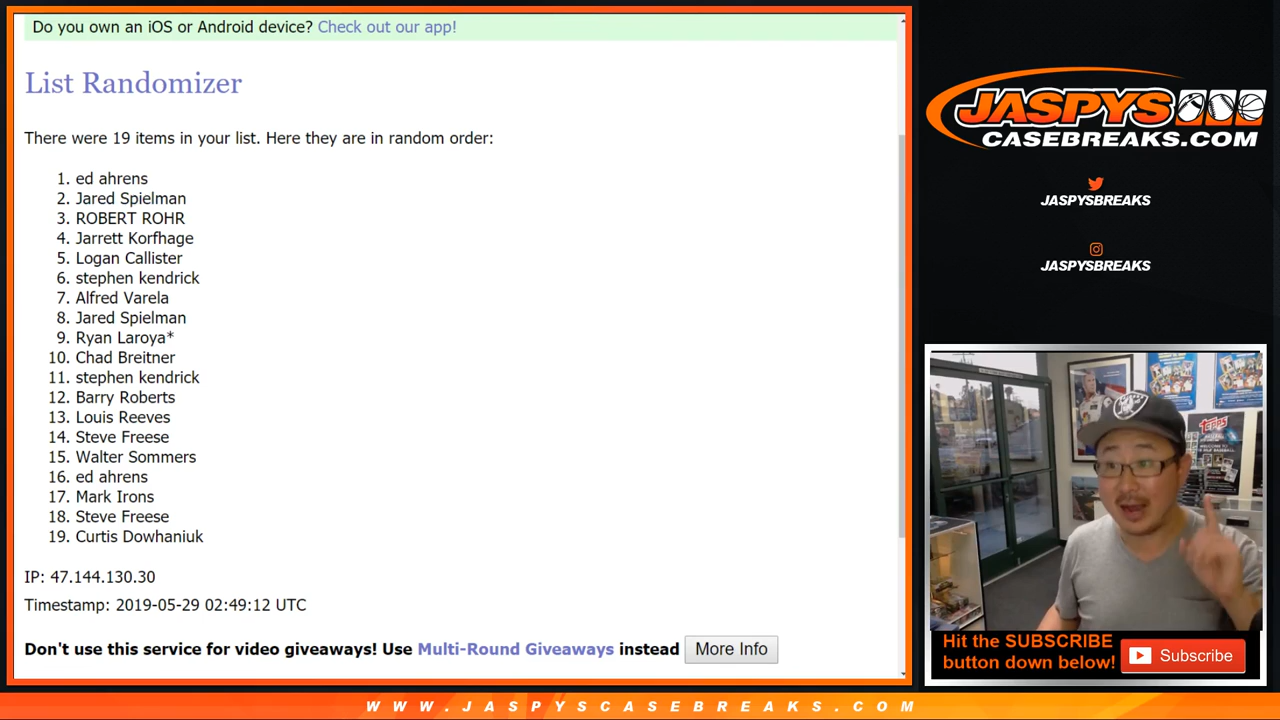 Do you own an iOS or Android device? Check out our app!
List Randomizer
There were 19 items in your list. Here they are in random order:
1. ed ahrens
2. Jared Spielman
3. ROBERT ROHR
4. Jarrett Korfhage
5. Logan Callister
6. stephen kendrick
7. Alfred Varela
8. Jared Spielman
9. Ryan Laroya*
10. Chad Breitner
11. stephen kendrick
12. Barry Roberts
13. Louis Reeves
14. Steve Freese
15. Walter Sommers
16. ed ahrens
17. Mark Irons
18. Steve Freese
19. Curtis Dowhaniuk
IP: 47.144.130.30
Timestamp: 2019-05-29 02:49:12 UTC
Don't use this service for video giveaways! Use Multi-Round Giveaways instead More Info
JASPYS
CASEBREAKS.COM
JASPYSBREAKS
JASPYSBREAKS
TOPPS
Hit the SUBSCRIBE
button down below!
Subscribe
WWW.JASPYSCASEBREAKS.COM